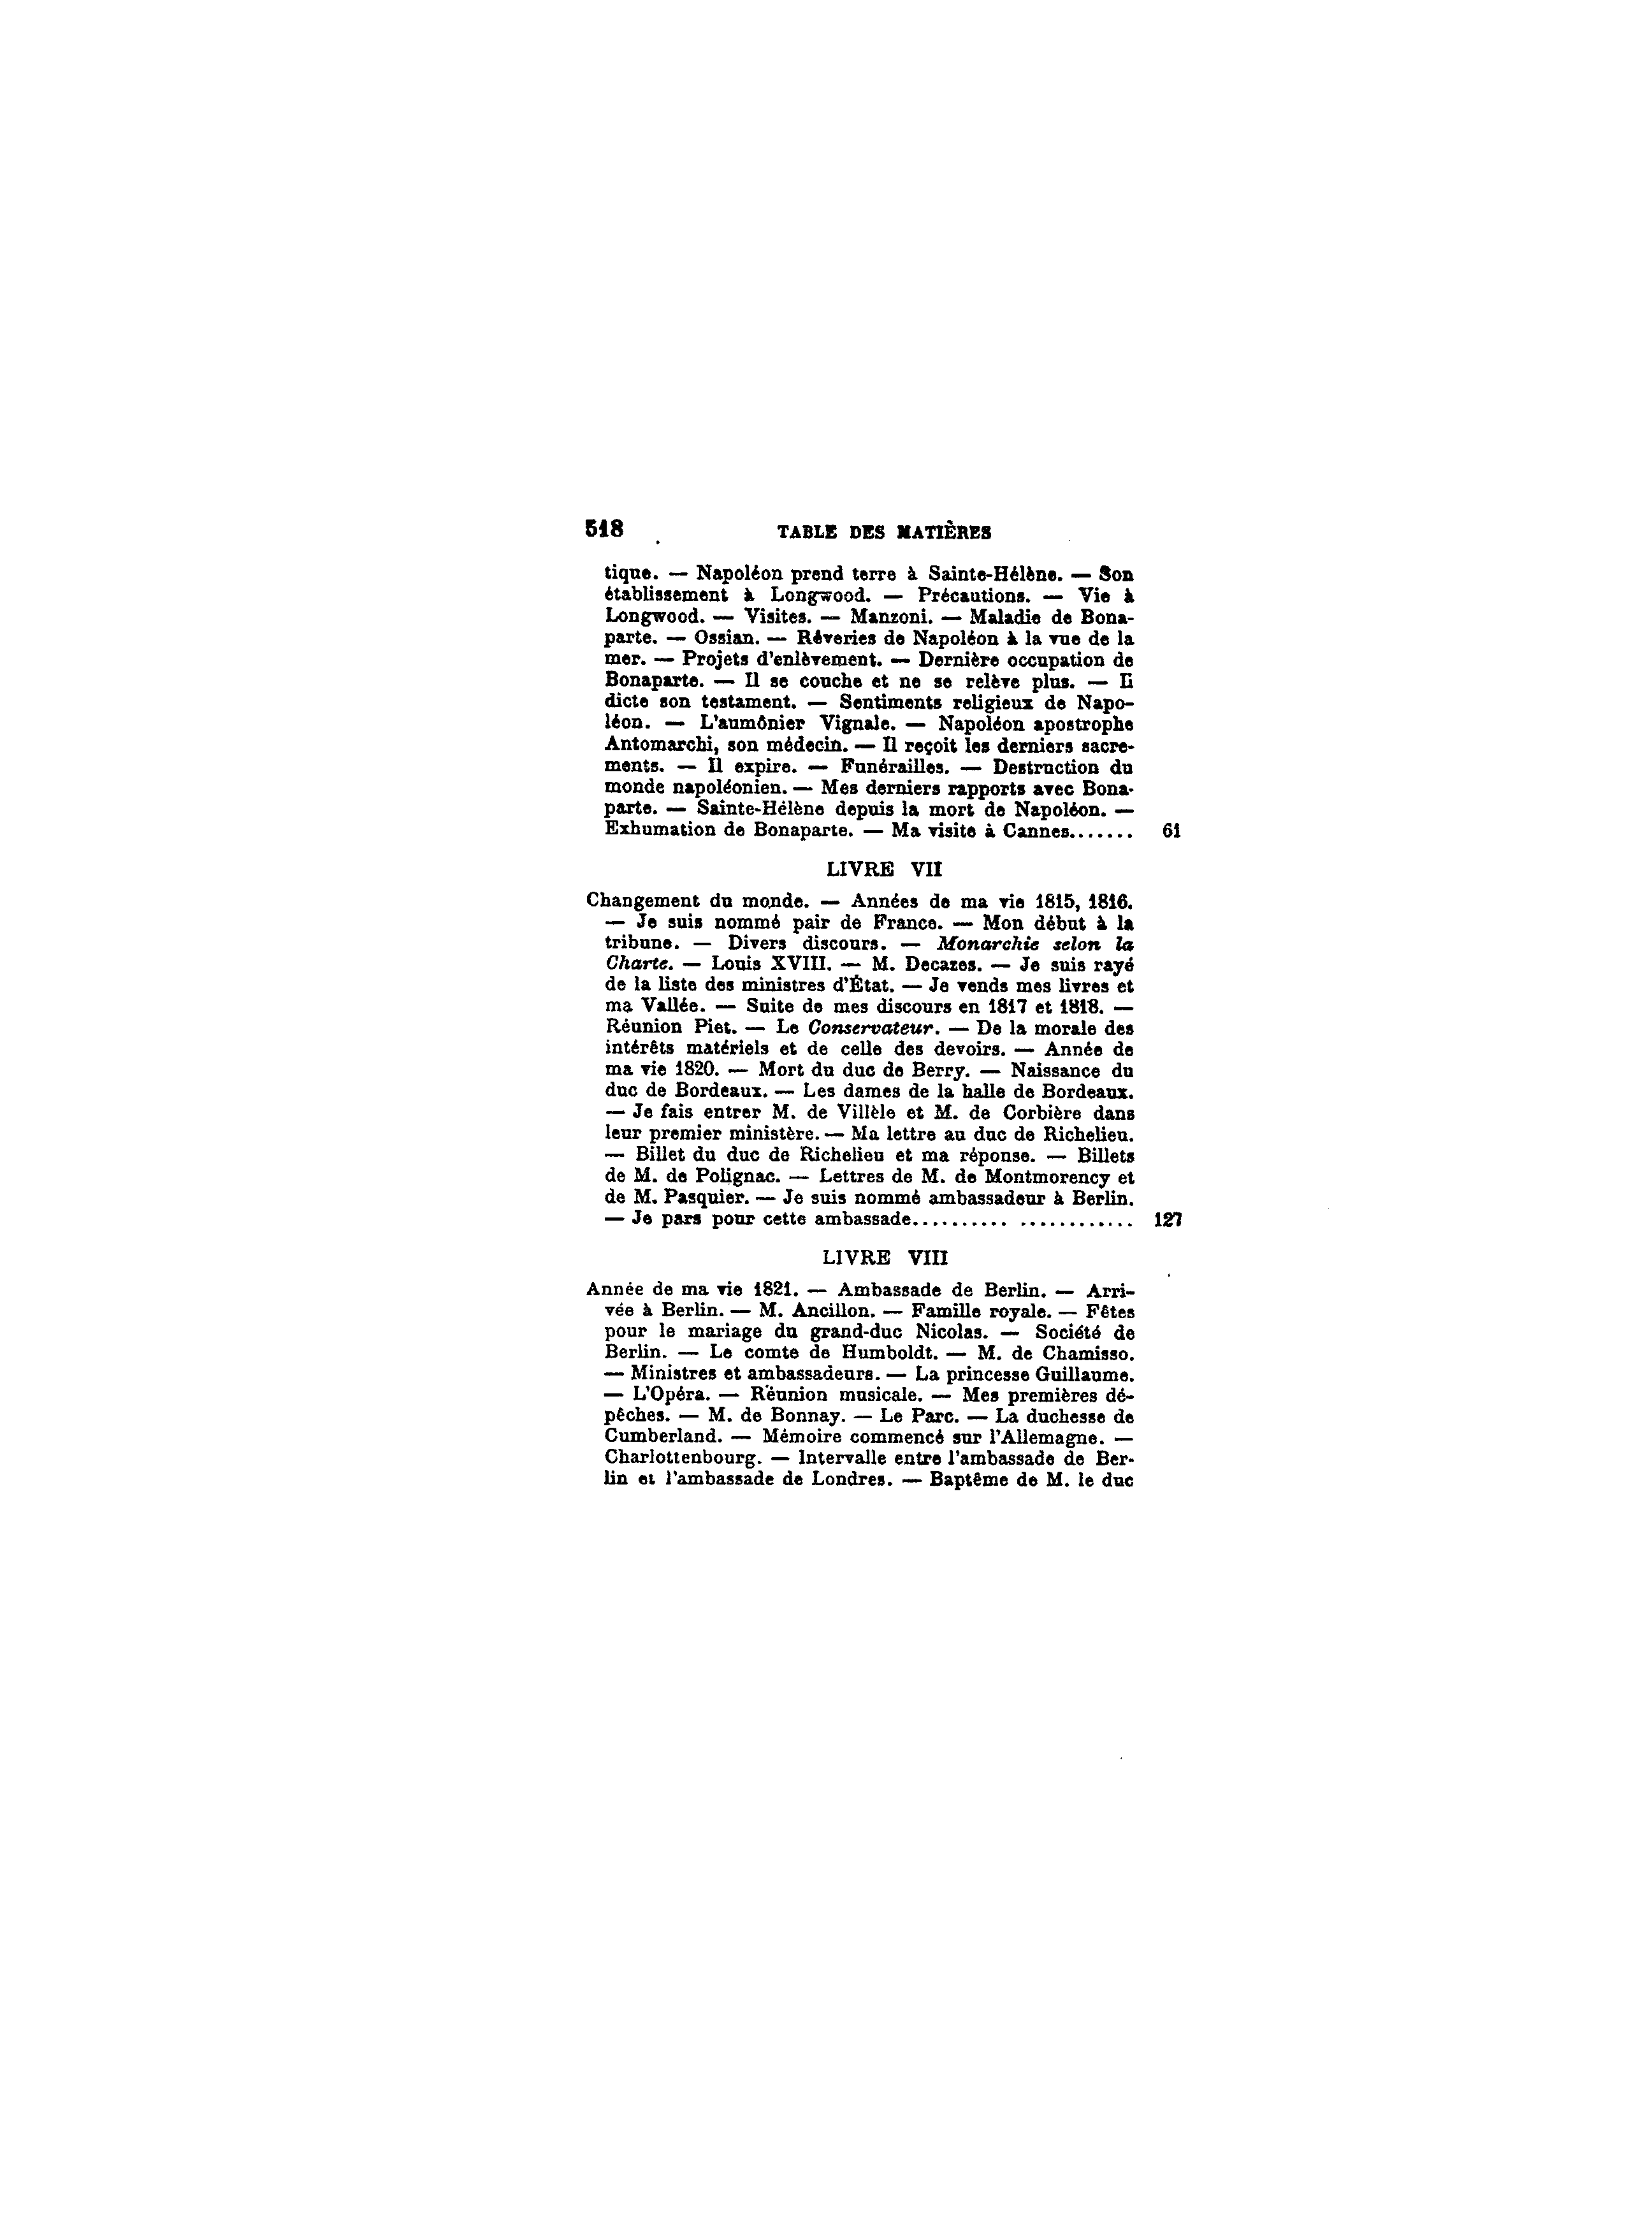 518 TABLE DES MATIÈRES
tique. — Napoléon prend terre à Sainte-Hélène. — Son
établissement à Longwood. — Précautions. — Vie à
Longwood. — Visites. — Manzoni. — Maladie de Bona-
parte. — Ossian. — Rêveries de Napoléon à la vue de la
mer. — Projets d'enlèvement. — Dernière occupation de
Bonaparte. — Il se couche et ne se relève plus. — Il
dicte son testament. — Sentiments religieux de Napo-
léon. — L'aumônier Vignale. — Napoléon apostrophe
Antomarchi, son médecin. — Il reçoit les derniers sacre-
ments. — Il expire. — Funérailles. — Destruction du
monde napoléonien. — Mes derniers rapports avec Bona-
parte. — Sainte-Hélène depuis la mort de Napoléon. —
Exhumation de Bonaparte. — Ma visite à Cannes....... 61
LIVRE VII
Changement du monde. — Années de ma vie 1815, 1816.
— Je suis nommé pair de France. — Mon début à la
tribune. — Divers discours. — Monarchie selon la
Charte. — Louis XVIII. — M. Decazes. — Je suis rayé
de la liste des ministres d'État. — Je vends mes livres et
ma Vallée. — Suite de mes discours en 1817 et 1818. —
Réunion Piet. — Le Conservateur. — De la morale des
intérêts matériels et de celle des devoirs. — Année de
ma vie 1820. — Mort du duc de Berry. — Naissance du
duc de Bordeaux. — Les dames de la halle de Bordeaux.
— Je fais entrer M. de Villèle et M. de Corbière dans
leur premier ministère. — Ma lettre au duc de Richelieu.
— Billet du duc de Richelieu et ma réponse. — Billets
de M. de Polignac. — Lettres de M. de Montmorency et
de M. Pasquier. — Je suis nommé ambassadeur à Berlin.
— Je pars pour cette ambassade.......... ............ 127
LIVRE VIII
Année de ma vie 1821. — Ambassade de Berlin. — Arri-
vée à Berlin. — M. Ancillon. — Famille royale. — Fêtes
pour le mariage du grand-duc Nicolas. — Société de
Berlin. — Le comte de Humboldt. — M. de Chamisso.
— Ministres et ambassadeurs. — La princesse Guillaume.
— L'Opéra. — Réunion musicale. — Mes premières dé-
pêches. — M. de Bonnay. — Le Parc. — La duchesse de
Cumberland. — Mémoire commencé sur l'Allemagne. —
Charlottenbourg. — Intervalle entre l'ambassade de Ber-
lin et l'ambassade de Londres. — Baptême de M. le duc